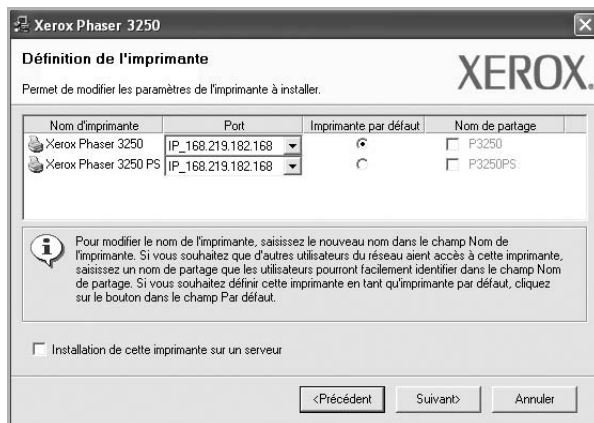 Xerox Phaser 3250
Définition de l'imprimante
Permet de modifier les paramètres de l'imprimante à installer.
XEROX.
Nom d'imprimante Port Imprimante par défaut Nom de partage
Xerox Phaser 3250 IP_168.219.182.168 P3250
Xerox Phaser 3250 PS IP_168.219.182.168 P3250PS
Pour modifier le nom de l'imprimante, saisissez le nouveau nom dans le champ Nom de
l'imprimante. Si vous souhaitez que d'autres utilisateurs du réseau aient accès à cette imprimante,
saisissez un nom de partage que les utilisateurs pourront facilement identifier dans le champ Nom
de partage. Si vous souhaitez définir cette imprimante en tant qu'imprimante par défaut, cliquez
sur le bouton dans le champ Par défaut.
Installation de cette imprimante sur un serveur
<Précédent Suivant> Annuler